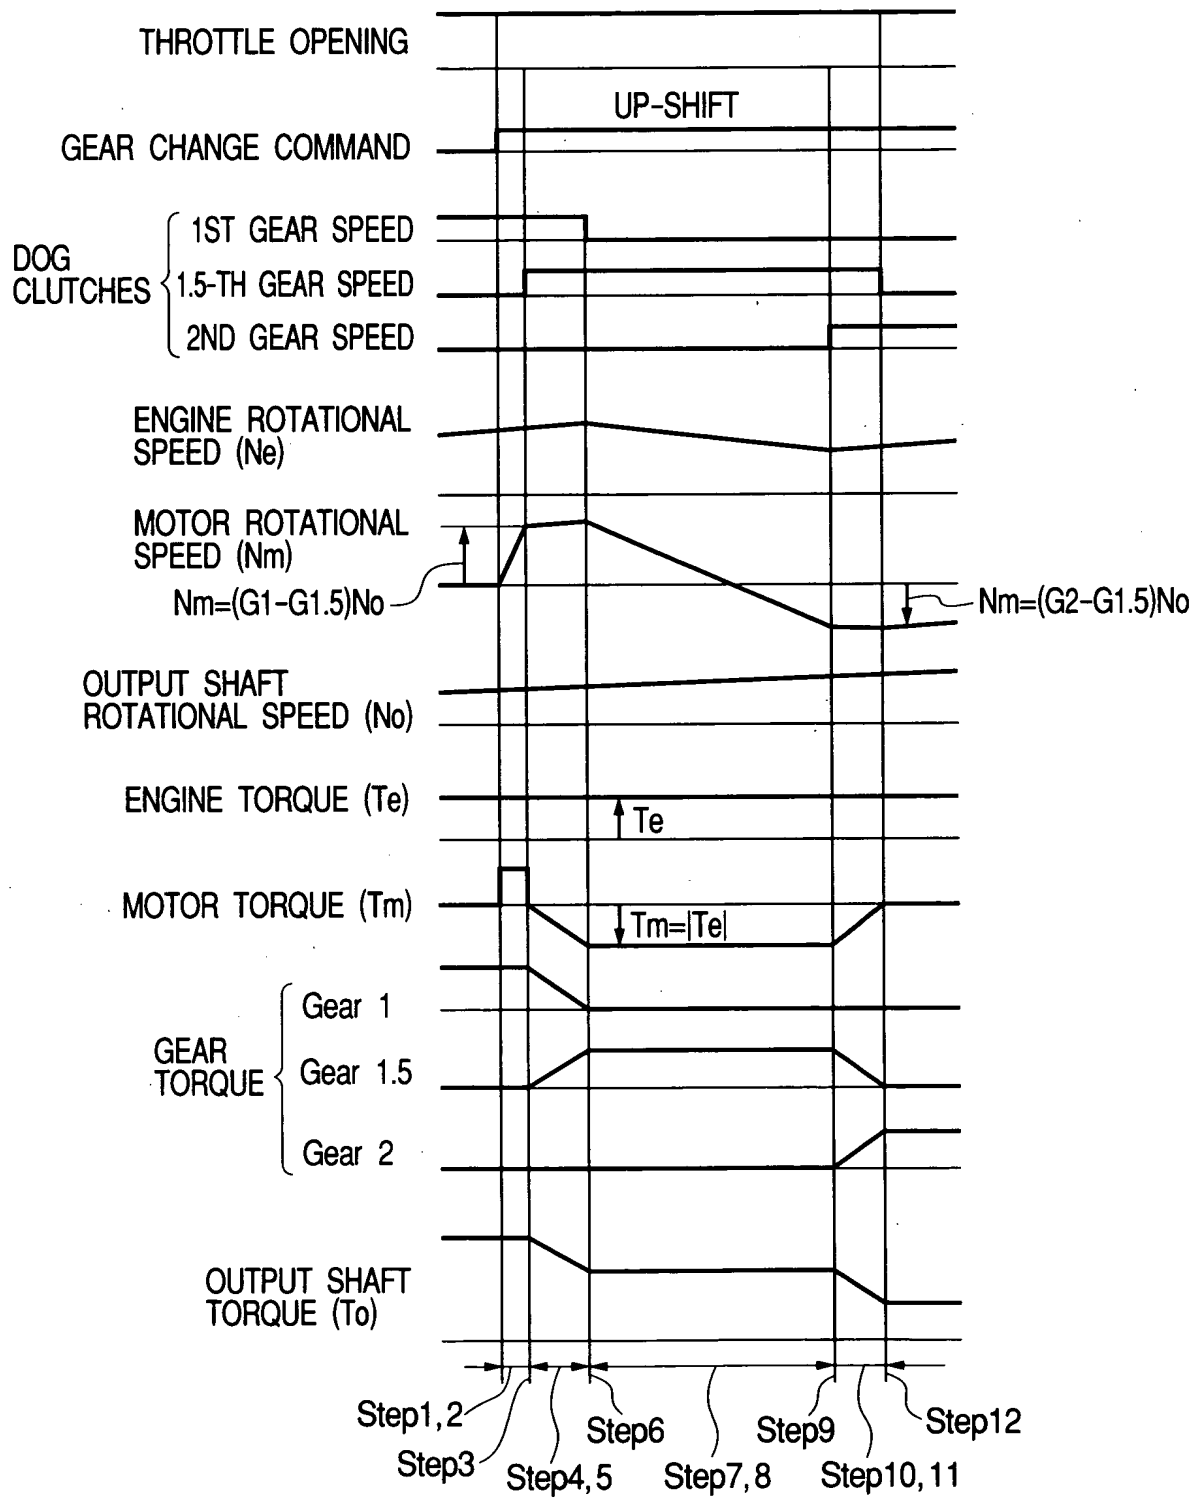 THROTTLE OPENING
UP-SHIFT
GEAR CHANGE COMMAND
DOG
CLUTCHES
1ST GEAR SPEED
1.5-TH GEAR SPEED
2ND GEAR SPEED
ENGINE ROTATIONAL
SPEED (Ne)
MOTOR ROTATIONAL
SPEED (Nm)
Nm=(G1-G1.5)No
Nm=(G2-G1.5)No
OUTPUT SHAFT
ROTATIONAL SPEED (No)
ENGINE TORQUE (Te)
Te
MOTOR TORQUE (Tm)
Tm=|Te|
GEAR
TORQUE
Gear 1
Gear 1.5
Gear 2
OUTPUT SHAFT
TORQUE (To)
Step1,2
Step3
Step4,5
Step6
Step7,8
Step9
Step10,11
Step12